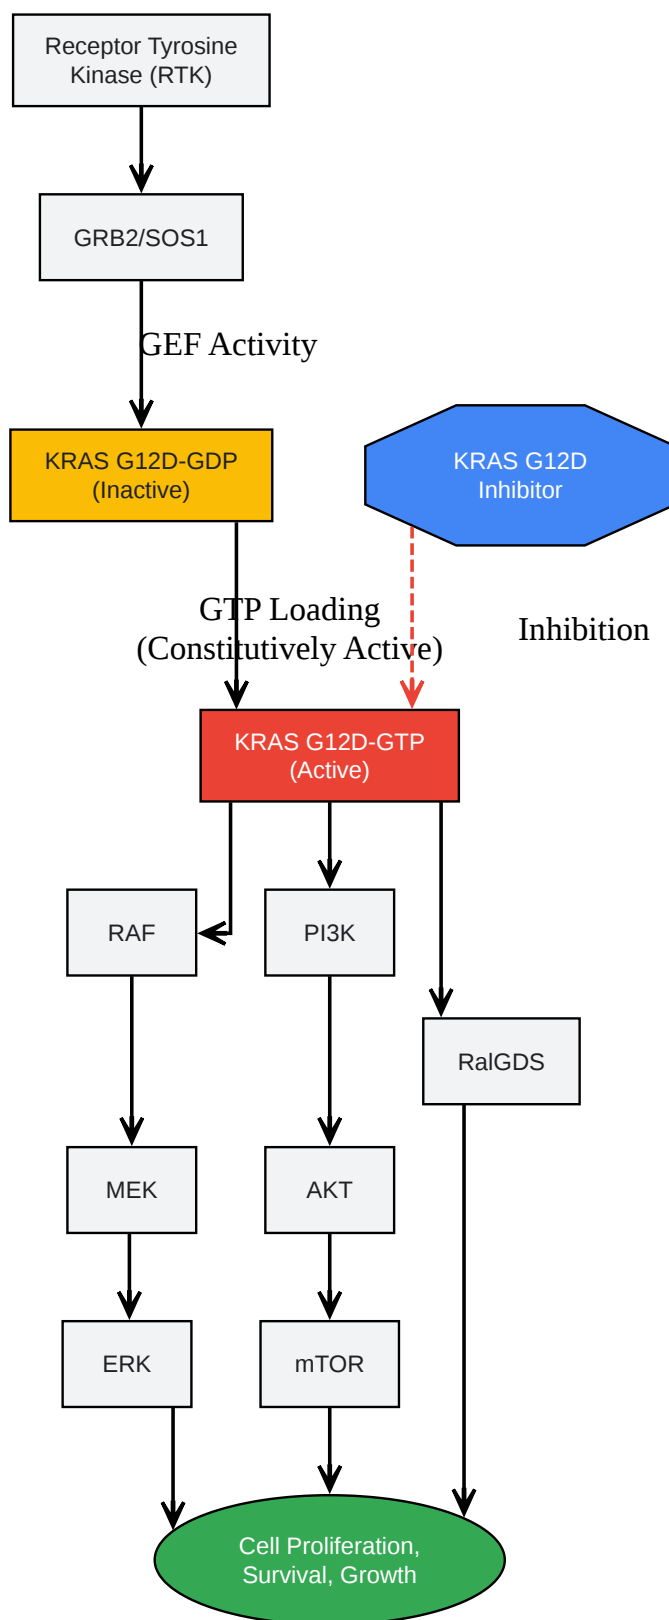 Receptor Tyrosine
Kinase (RTK)
GRB2/SOS1
GEF Activity
KRAS G12D-GDP
(Inactive)
KRAS G12D
Inhibitor
GTP Loading
(Constitutively Active)
Inhibition
KRAS G12D-GTP
(Active)
RAF
PI3K
RalGDS
MEK
AKT
ERK
mTOR
Cell Proliferation,
Survival, Growth